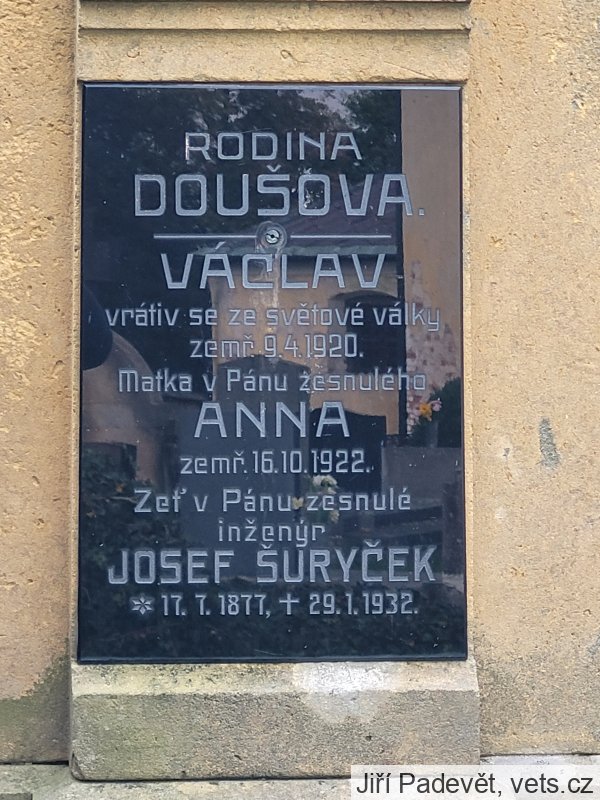 RODINA
DOUŠOVA.
VÁCLAV
vrátiv se ze světové války
zemř. 9.4.1920.
Matka v Pánu zesnulého
ANNA
zemř. 16.10.1922.
Zeť v Pánu zesnulé
inženýr
JOSEF ŠURYČEK
* 17. 7. 1877, + 29.1.1932.
Jiří Padevět, vets.cz